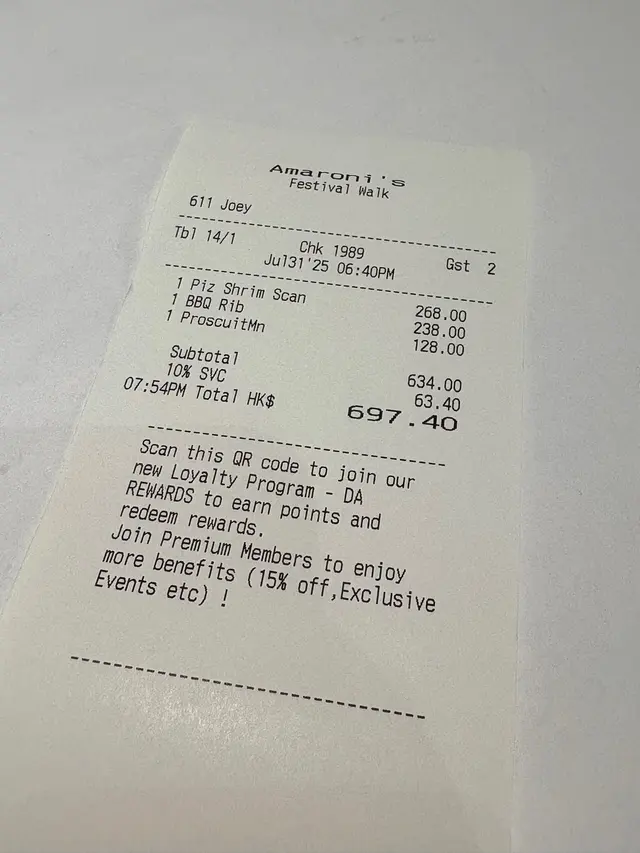 Amaroni's
Festival Walk
611 Joey
Tbl 14/1 Chk 1989 Gst 2
Jul31'25 06:40PM
1 Piz Shrim Scan 268.00
1 BBQ Rib 238.00
1 ProscuitMn 128.00
Subtotal 634.00
10% SVC 63.40
07:54PM Total HK$ 697.40
Scan this QR code to join our
new Loyalty Program - DA
REWARDS to earn points and
redeem rewards.
Join Premium Members to enjoy
more benefits (15% off,Exclusive
Events etc) !